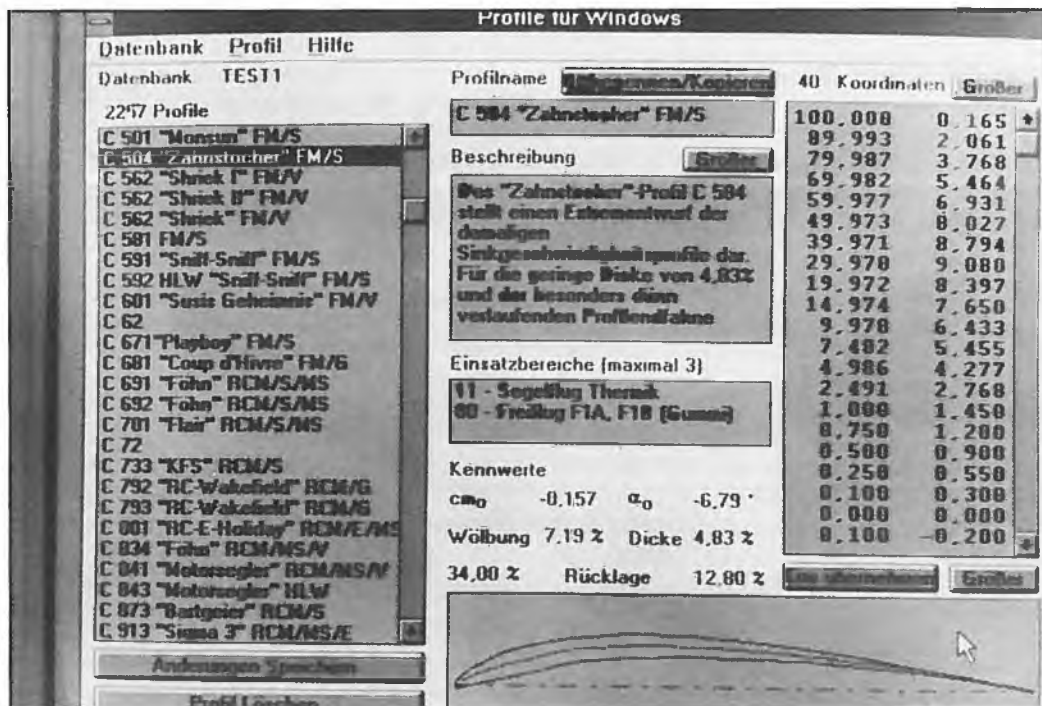 Profile für Windows
Datenbank Profil Hilfe
Datenbank TEST1
2257 Profile
C 501 "Monsun" FM/S
C 504 "Zahnstocher" FM/S
C 562 "Shriek I" FM/V
C 562 "Shriek II" FM/V
C 562 "Shriek" FM/V
C 581 FM/S
C 591 "Sniff-Sniff" FM/S
C 592 HLW "Sniff-Sniff" FM/S
C 601 "Susis Geheimnis" FM/V
C 62
C 671 "Playboy" FM/S
C 681 "Coup d'Hivre" FM/G
C 691 "Föhn" RCM/S/MS
C 692 "Föhn" RCM/S/MS
C 701 "Flair" RCM/S/MS
C 72
C 733 "KFS" RCM/S
C 792 "RC-Wakefield" RCM/G
C 793 "RC-Wakefield" RCM/G
C 801 "RC-E-Holiday" RCM/E/MS
C 834 "Föhn" RCM/MS/V
C 841 "Motorsegler" RCM/MS/V
C 843 "Motorsegler" HLW
C 873 "Bartgeier" RCM/S
C 913 "Sigma 3" RCM/MS/E
Änderungen Speichern
Profil Löschen
Profilname /Kopieren
C 504 "Zahnstocher" FM/S
Beschreibung Größer
Das "Zahnstocher"-Profil C 504
stellt einen Extrementwurf der
damaligen
Sinkgeschwindigkeitsprofile dar.
Für die geringe Dicke von 4,83%
und der besonders dünn
verlaufenden Profilendfahne
Einsatzbereiche (maximal 3)
11 - Segelflug Thermik
80 - Freiflug F1A, F1B (Gummi)
Kennwerte
cm₀ -0,157 α₀ -6,79 °
Wölbung 7,19 % Dicke 4,83 %
34,00 % Rücklage 12,80 %
40 Koordinaten Größer
100.000 0.165
89.993 2.061
79.987 3.768
69.982 5.464
59.977 6.931
49.973 8.027
39.971 8.794
29.970 9.080
19.972 8.397
14.974 7.650
9.978 6.433
7.482 5.455
4.986 4.277
2.491 2.768
1.000 1.450
0.750 1.200
0.500 0.900
0.250 0.550
0.100 0.300
0.000 0.000
0.100 -0.200
übernehmen Größer